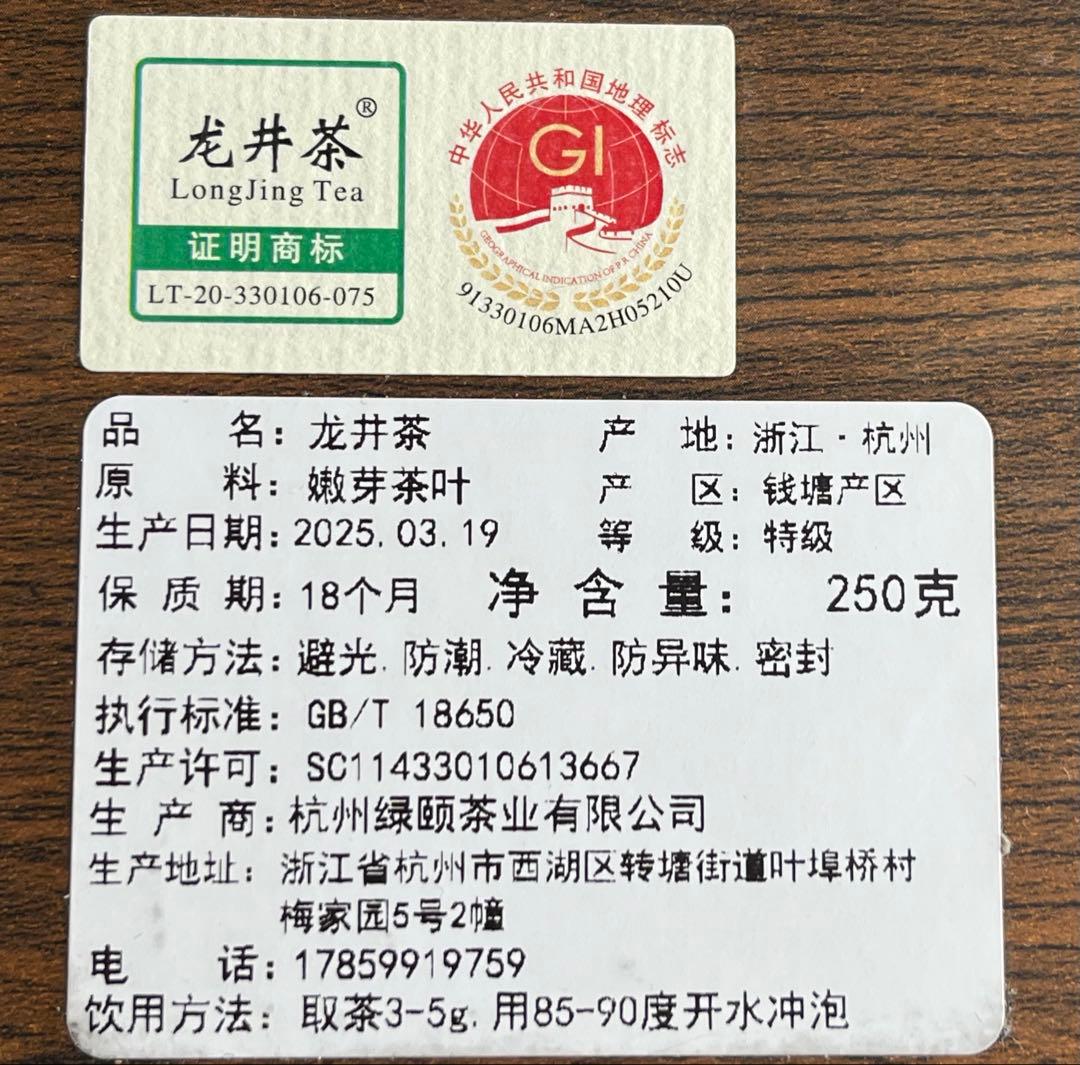 龙井茶®
LongJing Tea
证明商标
LT-20-330106-075
中华人民共和国地理标志
GI
GEOGRAPHICAL INDICATION OF P.R.CHINA
91330106MA2H05210U
品 名: 龙井茶 产 地: 浙江·杭州
原 料: 嫩芽茶叶 产 区: 钱塘产区
生产日期: 2025.03.19 等 级: 特级
保 质 期: 18个月 净 含 量: 250克
存储方法: 避光.防潮.冷藏.防异味.密封
执行标准: GB/T 18650
生产许可: SC11433010613667
生 产 商: 杭州绿颐茶业有限公司
生产地址: 浙江省杭州市西湖区转塘街道叶埠桥村
梅家园5号2幢
电 话: 17859919759
饮用方法: 取茶3-5g.用85-90度开水冲泡